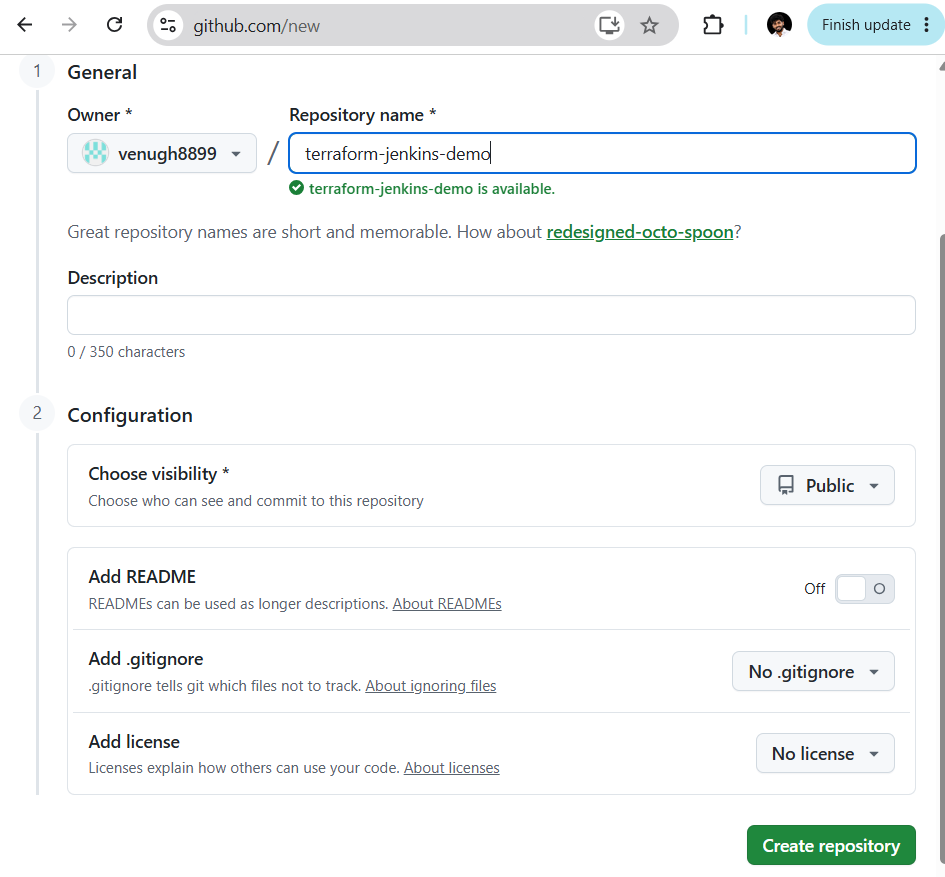 github.com/new
Finish update
1 General
Owner * Repository name *
venugh8899 / terraform-jenkins-demo
terraform-jenkins-demo is available.
Great repository names are short and memorable. How about redesigned-octo-spoon?
Description
0 / 350 characters
2 Configuration
Choose visibility *
Choose who can see and commit to this repository
Public
Add README
READMEs can be used as longer descriptions. About READMEs
Off
Add .gitignore
.gitignore tells git which files not to track. About ignoring files
No .gitignore
Add license
Licenses explain how others can use your code. About licenses
No license
Create repository